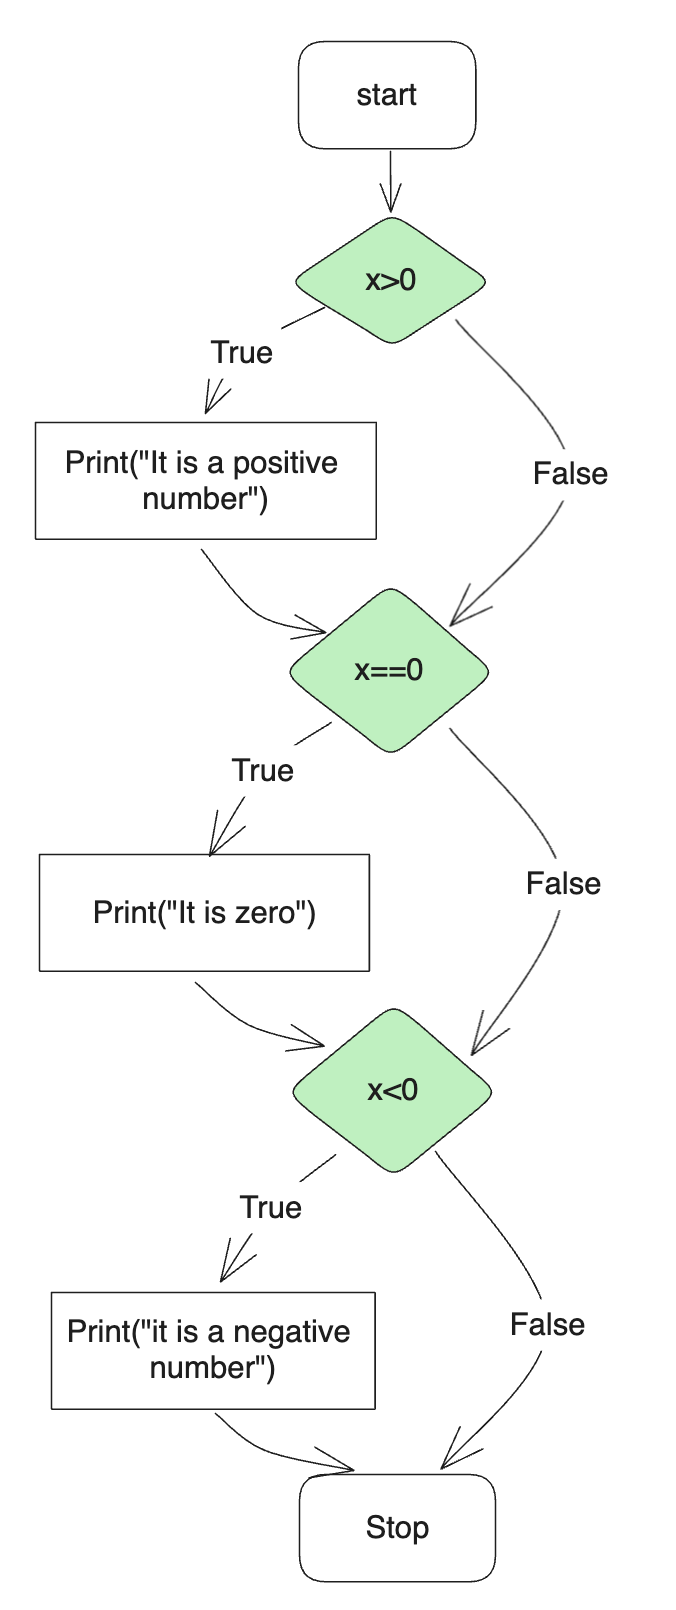 start
x>0
True
Print("It is a positive
number")
False
x==0
True
Print("It is zero")
False
x<0
True
Print("it is a negative
number")
False
Stop